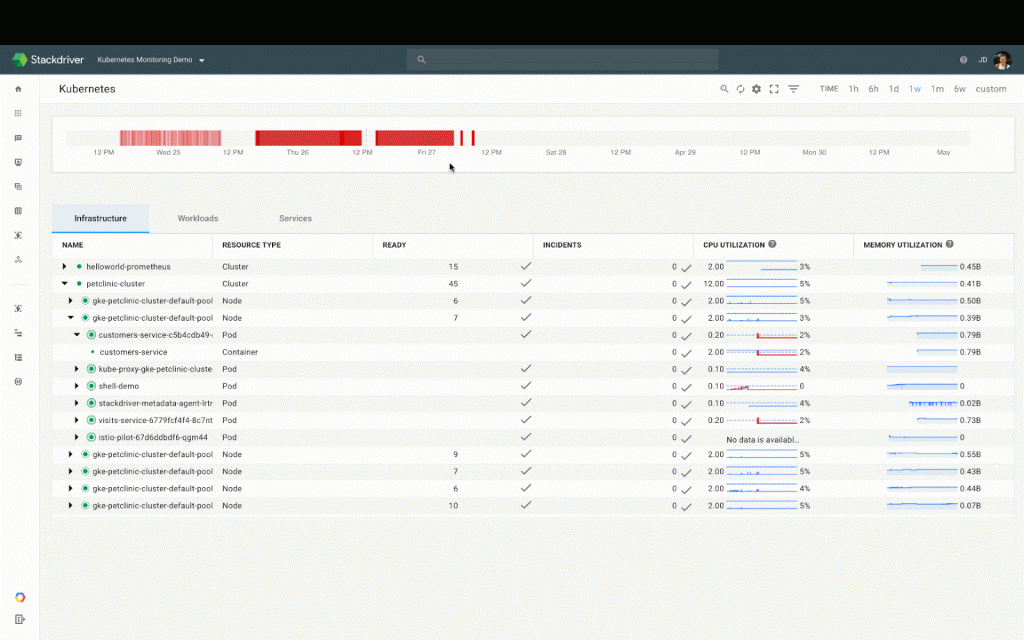 Stackdriver Kubernetes Monitoring Demo JD
Kubernetes TIME 1h 6h 1d 1w 1m 6w custom
12 PM Wed 25 12 PM Thu 26 12 PM Fri 27 12 PM Sat 28 12 PM Apr 29 12 PM Mon 30 12 PM May
Infrastructure Workloads Services
NAME RESOURCE TYPE READY INCIDENTS CPU UTILIZATION MEMORY UTILIZATION
helloworld-prometheus Cluster 15 0 2.00 3% 0.45B
petclinic-cluster Cluster 45 0 12.00 5% 0.41B
gke-petclinic-cluster-default-pool Node 6 0 2.00 5% 0.50B
gke-petclinic-cluster-default-pool Node 7 0 2.00 3% 0.39B
customers-service-c5b4cdb49- Pod 0 0.20 2% 0.79B
customers-service Container 0 2.00 2% 0.79B
kube-proxy-gke-petclinic-cluste Pod 0 0.10 4%
shell-demo Pod 0 0.10 0 0
stackdriver-metadata-agent-lrtr Pod 0 0.10 4% 0.02B
visits-service-6779fcf4f4-8c7nt Pod 0 0.20 2% 0.73B
istio-pilot-67d6ddbdf6-qgm44 Pod 0 No data is availabl... 0
gke-petclinic-cluster-default-pool Node 9 0 2.00 5% 0.55B
gke-petclinic-cluster-default-pool Node 7 0 2.00 5% 0.43B
gke-petclinic-cluster-default-pool Node 6 0 2.00 4% 0.44B
gke-petclinic-cluster-default-pool Node 10 0 2.00 5% 0.07B